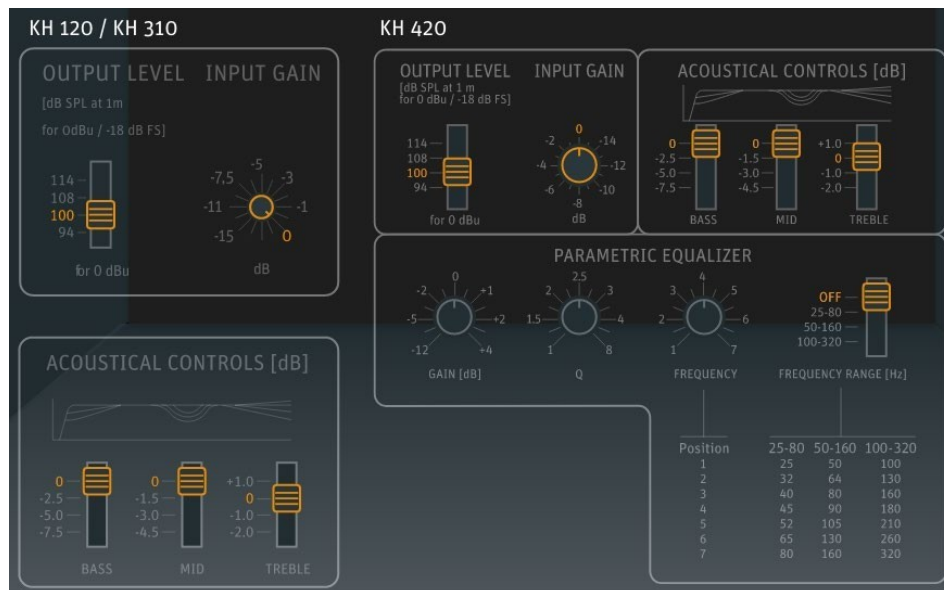 KH 120 / KH 310
OUTPUT LEVEL INPUT GAIN
[dB SPL at 1m
for 0dBu / -18 dB FS]
114
108
100
94
for 0 dBu
-5
-7,5 -3
-11 -1
-15 0
dB
ACOUSTICAL CONTROLS [dB]
0 0 +1.0
-2.5 -1.5 0
-5.0 -3.0 -1.0
-7.5 -4.5 -2.0
BASS MID TREBLE
KH 420
OUTPUT LEVEL INPUT GAIN
[dB SPL at 1 m
for 0 dBu / -18 dB FS]
114
108
100
94
for 0 dBu
0
-2 -14
-4 -12
-6 -10
-8
dB
ACOUSTICAL CONTROLS [dB]
0 0 +1.0
-2.5 -1.5 0
-5.0 -3.0 -1.0
-7.5 -4.5 -2.0
BASS MID TREBLE
PARAMETRIC EQUALIZER
0
-2 +1
-5 +2
-12 +4
GAIN [dB]
2.5
2 3
1.5 4
1 8
Q
4
3 5
2 6
1 7
FREQUENCY
OFF
25-80
50-160
100-320
FREQUENCY RANGE [Hz]
Position 25-80 50-160 100-320
1 25 50 100
2 32 64 130
3 40 80 160
4 45 90 180
5 52 105 210
6 65 130 260
7 80 160 320